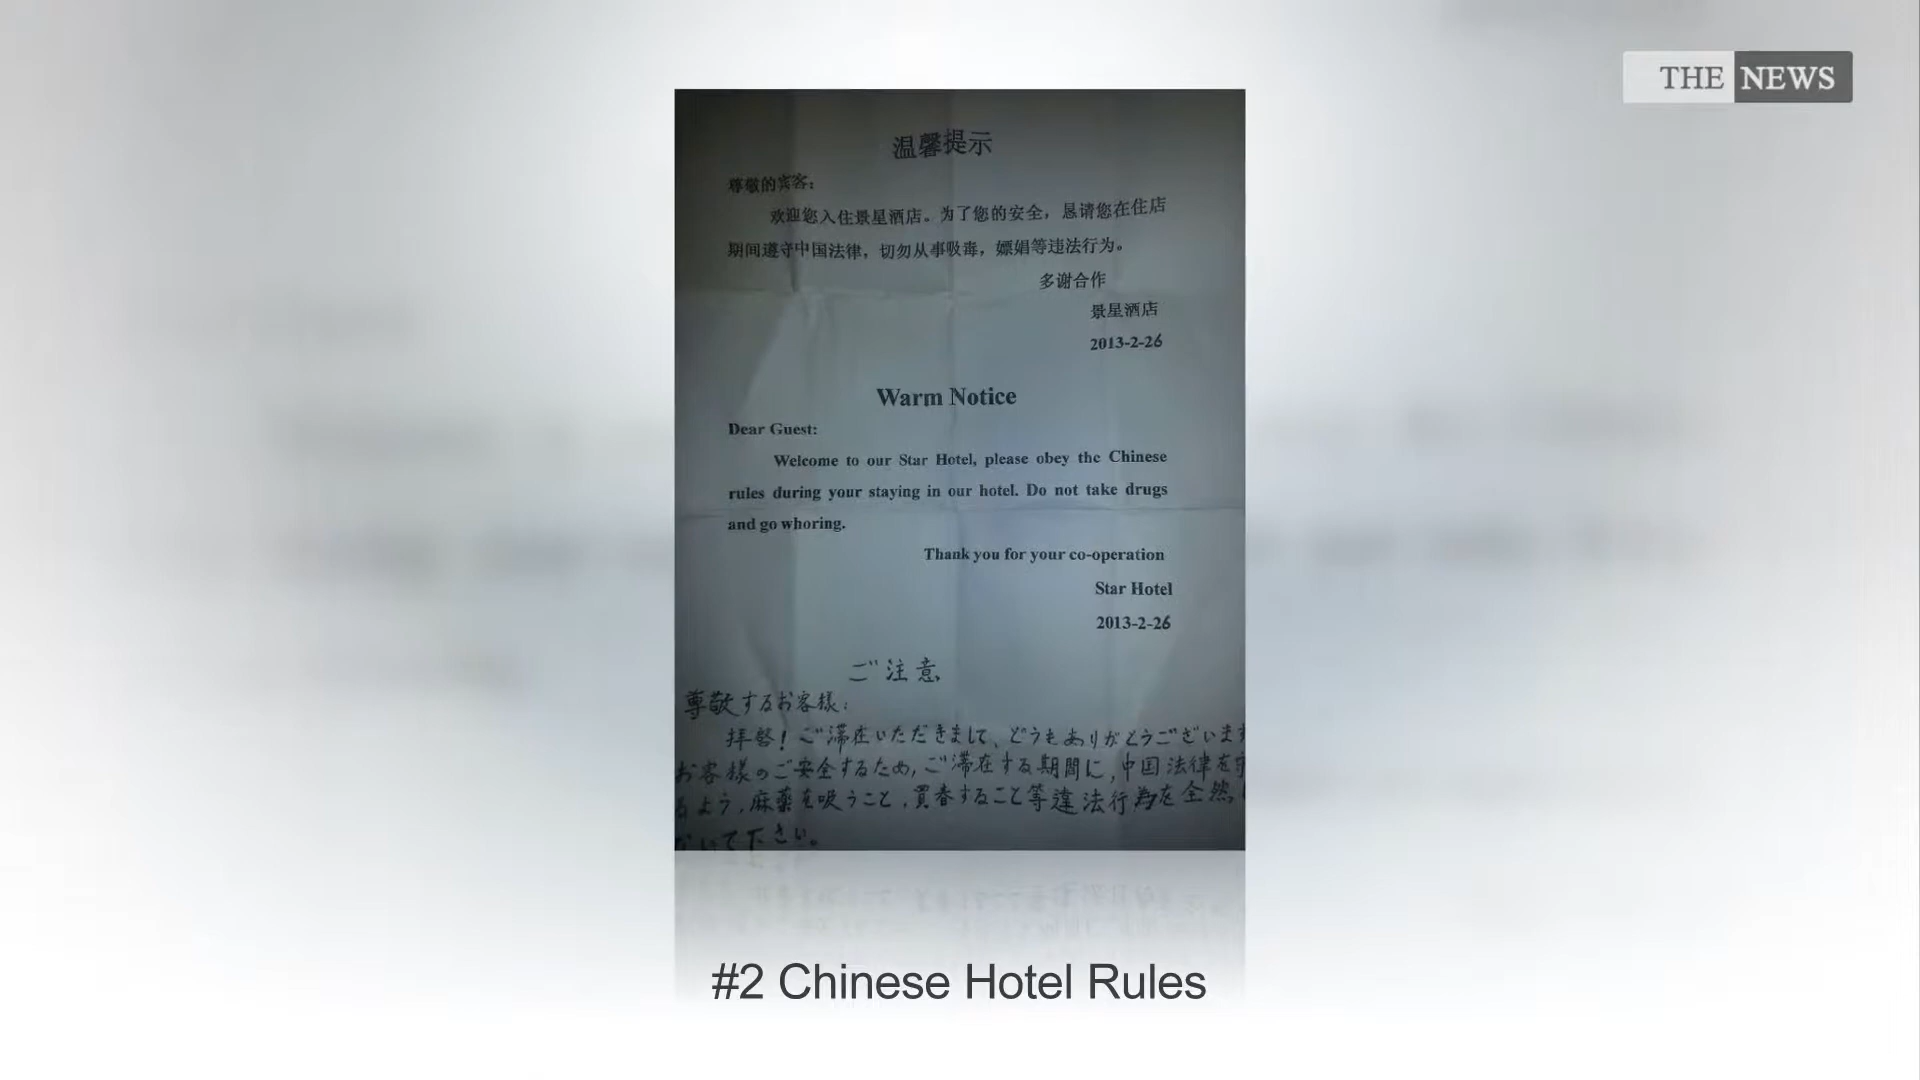 THE NEWS
温馨提示
尊敬的宾客：
欢迎您入住景星酒店。为了您的安全，恳请您在住店
期间遵守中国法律，切勿从事吸毒，嫖娼等违法行为。
多谢合作
景星酒店
2013-2-26
Warm Notice
Dear Guest:
Welcome to our Star Hotel, please obey the Chinese
rules during your staying in our hotel. Do not take drugs
and go whoring.
Thank you for your co-operation
Star Hotel
2013-2-26
ご注意
尊敬するお客様：
拝啓！ご滞在いただきまして、どうもありがとうございます
お客様のご安全するため，ご滞在する期間に，中国法律を守
るよう，麻薬を吸うこと，買春すること等違法行為を全然
ないで下さい。
#2 Chinese Hotel Rules